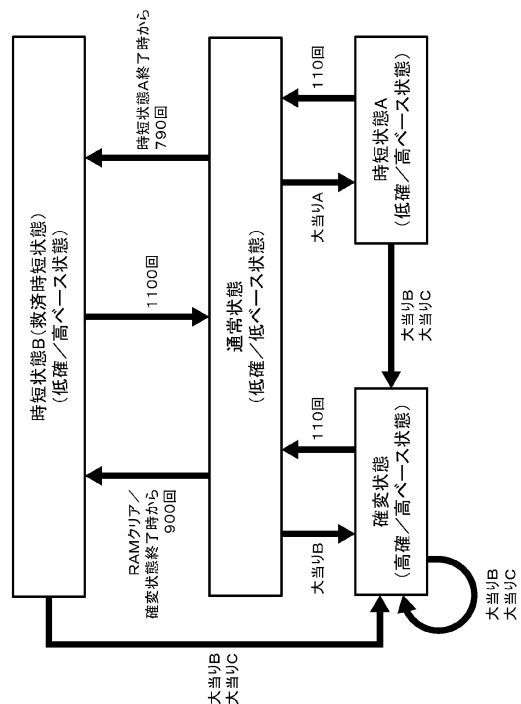 時短状態B(救済時短状態)
(低確/高ベース状態)
RAMクリア/
確変状態終了時から
900回
1100回
時短状態A終了時から
790回
通常状態
(低確/低ベース状態)
大当りB
110回
大当りA
110回
確変状態
(高確/高ベース状態)
時短状態A
(低確/高ベース状態)
大当りB
大当りC
大当りB
大当りC
大当りB
大当りC